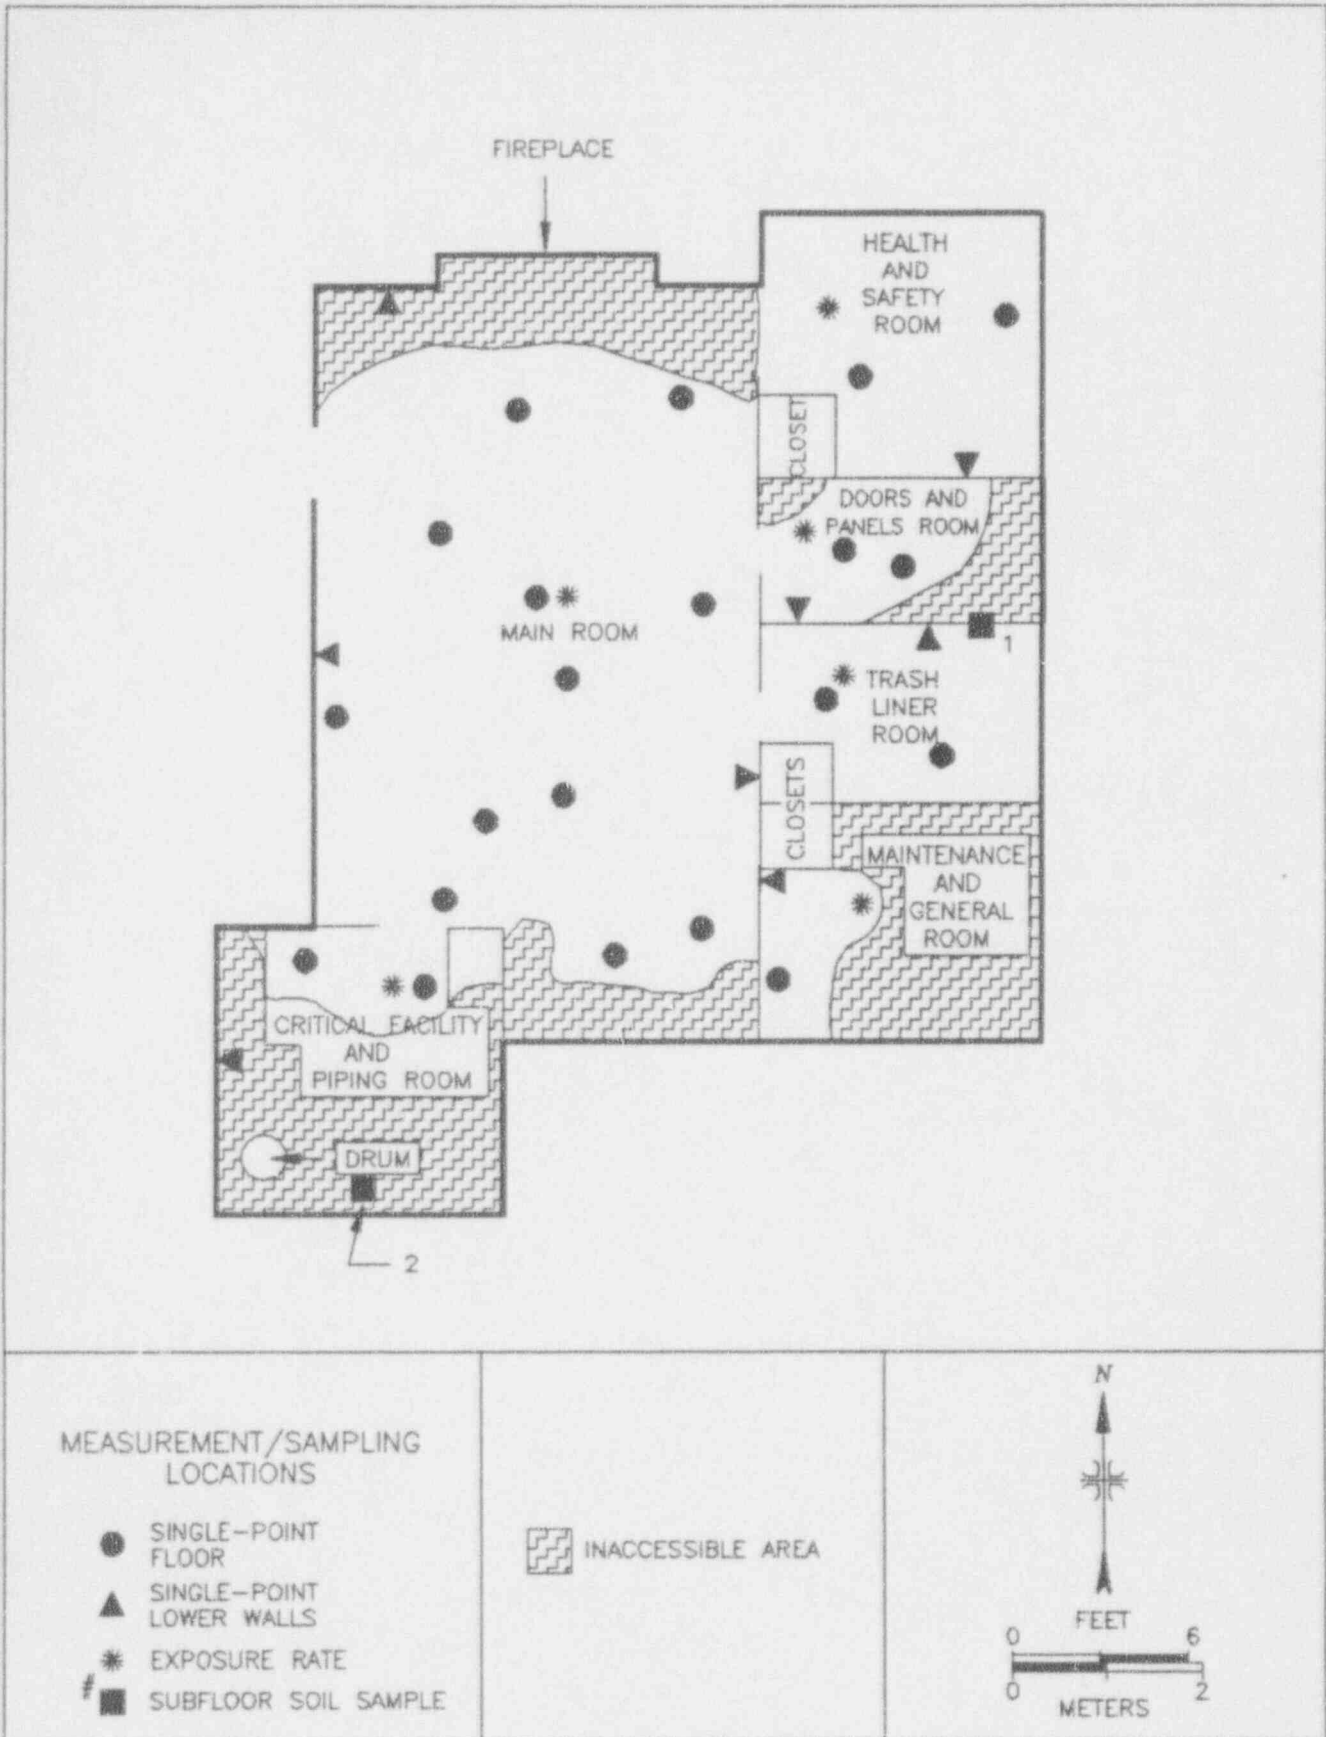 FIREPLACE
HEALTH
AND
SAFETY
ROOM
CLOSET
DOORS AND
PANELS ROOM
MAIN ROOM
1
TRASH
LINER
ROOM
CLOSETS
MAINTENANCE
AND
GENERAL
ROOM
CRITICAL FACILITY
AND
PIPING ROOM
DRUM
2
MEASUREMENT/SAMPLING
LOCATIONS
SINGLE-POINT
FLOOR
SINGLE-POINT
LOWER WALLS
EXPOSURE RATE
# SUBFLOOR SOIL SAMPLE
INACCESSIBLE AREA
N
FEET
0 6
0 2
METERS